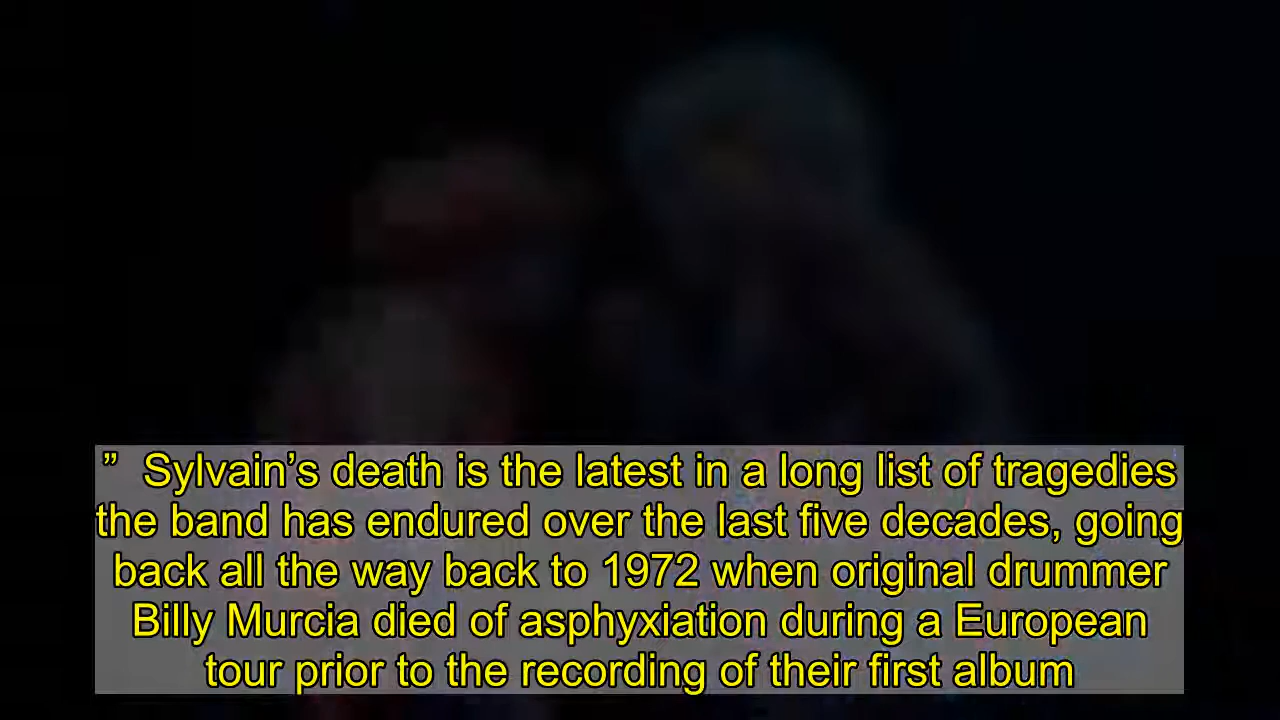 ”  Sylvain’s death is the latest in a long list of tragedies
the band has endured over the last five decades, going
back all the way back to 1972 when original drummer
Billy Murcia died of asphyxiation during a European
tour prior to the recording of their first album